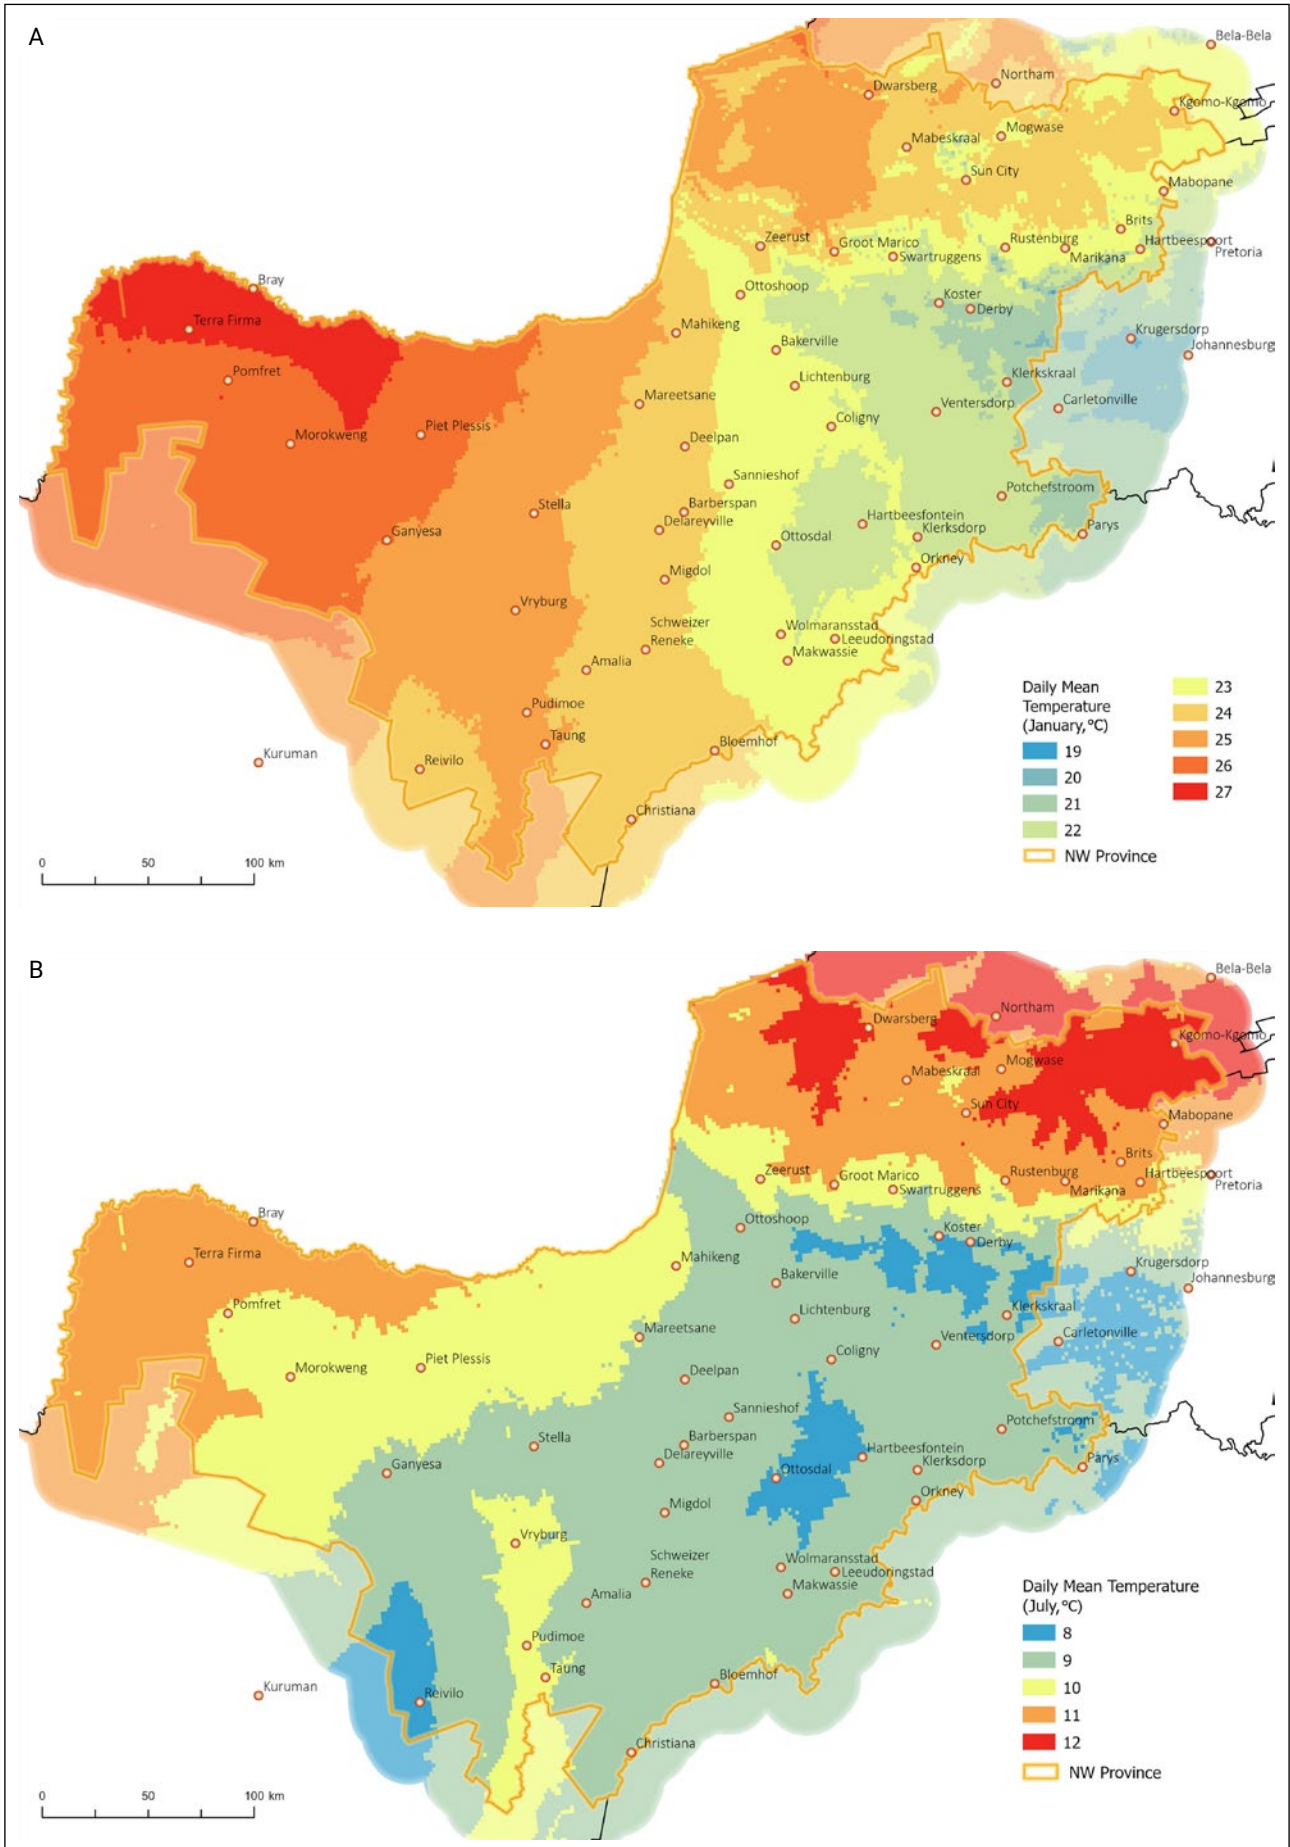 A
Bela-Bela
Northam
Dwarsberg
Kgomo-Kgomo
Mogwase
Mabeskraal
Sun City
Mabopane
Brits
Zeerust
Groot Marico
Rustenburg
Hartbeespoort
Swartruggens
Marikana
Pretoria
Bray
Ottoshoop
Koster
Derby
Terra Firma
Mahikeng
Krugersdorp
Bakerville
Johannesburg
Pomfret
Lichtenburg
Klerkskraal
Mareetsane
Ventersdorp
Carletonville
Coligny
Piet Plessis
Morokweng
Deelpan
Sannieshof
Potchefstroom
Stella
Barberspan
Hartbeesfontein
Delareyville
Klerksdorp
Parys
Ganyesa
Ottosdal
Orkney
Migdol
Vryburg
Schweizer
Reneke
Wolmaransstad
Leeudoringstad
Makwassie
Amalia
Pudimoe
Taung
Bloemhof
Kuruman
Reivilo
Christiana
Daily Mean
Temperature
(January,°C)
19
20
21
22
23
24
25
26
27
NW Province
0 50 100 km
B
Bela-Bela
Northam
Dwarsberg
Kgomo-Kgomo
Mogwase
Mabeskraal
Sun City
Mabopane
Brits
Zeerust
Groot Marico
Rustenburg
Hartbeespoort
Swartruggens
Marikana
Pretoria
Bray
Ottoshoop
Koster
Derby
Terra Firma
Mahikeng
Krugersdorp
Bakerville
Johannesburg
Pomfret
Lichtenburg
Klerkskraal
Mareetsane
Ventersdorp
Carletonville
Coligny
Piet Plessis
Morokweng
Deelpan
Sannieshof
Potchefstroom
Stella
Barberspan
Hartbeesfontein
Delareyville
Klerksdorp
Parys
Ganyesa
Ottosdal
Orkney
Migdol
Vryburg
Schweizer
Reneke
Wolmaransstad
Leeudoringstad
Makwassie
Amalia
Pudimoe
Taung
Bloemhof
Kuruman
Reivilo
Christiana
Daily Mean Temperature
(July,°C)
8
9
10
11
12
NW Province
0 50 100 km